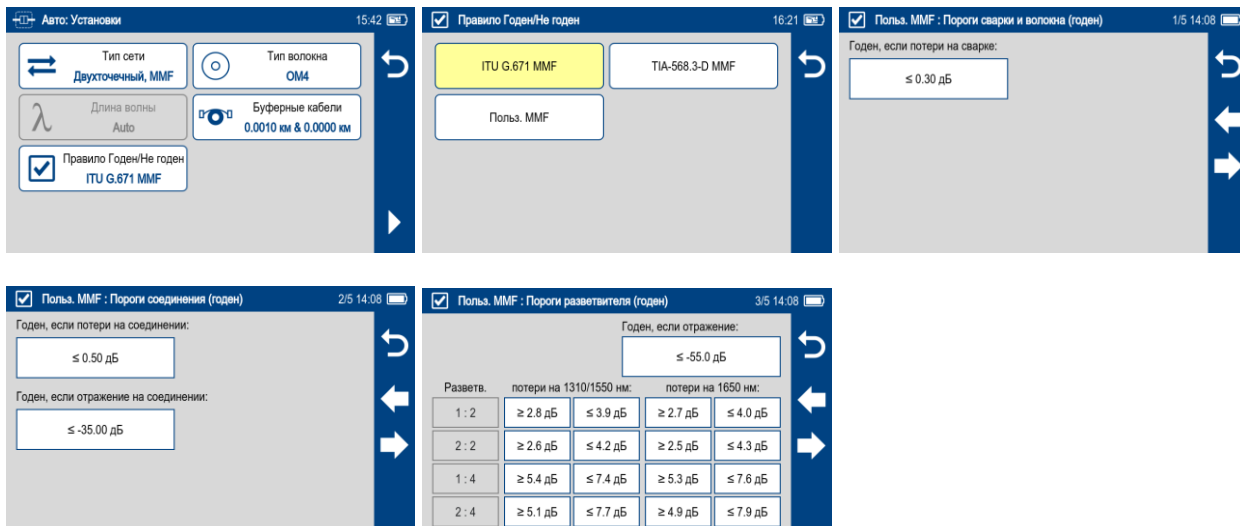 Авто: Установки 15:42
Тип сети
Двухточечный, MMF
Тип волокна
OM4
Длина волны
Auto
Буферные кабели
0.0010 км & 0.0000 км
Правило Годен/Не годен
ITU G.671 MMF
Правило Годен/Не годен 16:21
ITU G.671 MMF
TIA-568.3-D MMF
Польз. MMF
Польз. MMF : Пороги сварки и волокна (годен) 1/5 14:08
Годен, если потери на сварке:
≤ 0.30 дБ
Польз. MMF : Пороги соединения (годен) 2/5 14:08
Годен, если потери на соединении:
≤ 0.50 дБ
Годен, если отражение на соединении:
≤ -35.00 дБ
Польз. MMF : Пороги разветвителя (годен) 3/5 14:08
Годен, если отражение:
≤ -55.0 дБ
Разветв. потери на 1310/1550 нм: потери на 1650 нм:
1 : 2 ≥ 2.8 дБ ≤ 3.9 дБ ≥ 2.7 дБ ≤ 4.0 дБ
2 : 2 ≥ 2.6 дБ ≤ 4.2 дБ ≥ 2.5 дБ ≤ 4.3 дБ
1 : 4 ≥ 5.4 дБ ≤ 7.4 дБ ≥ 5.3 дБ ≤ 7.6 дБ
2 : 4 ≥ 5.1 дБ ≤ 7.7 дБ ≥ 4.9 дБ ≤ 7.9 дБ